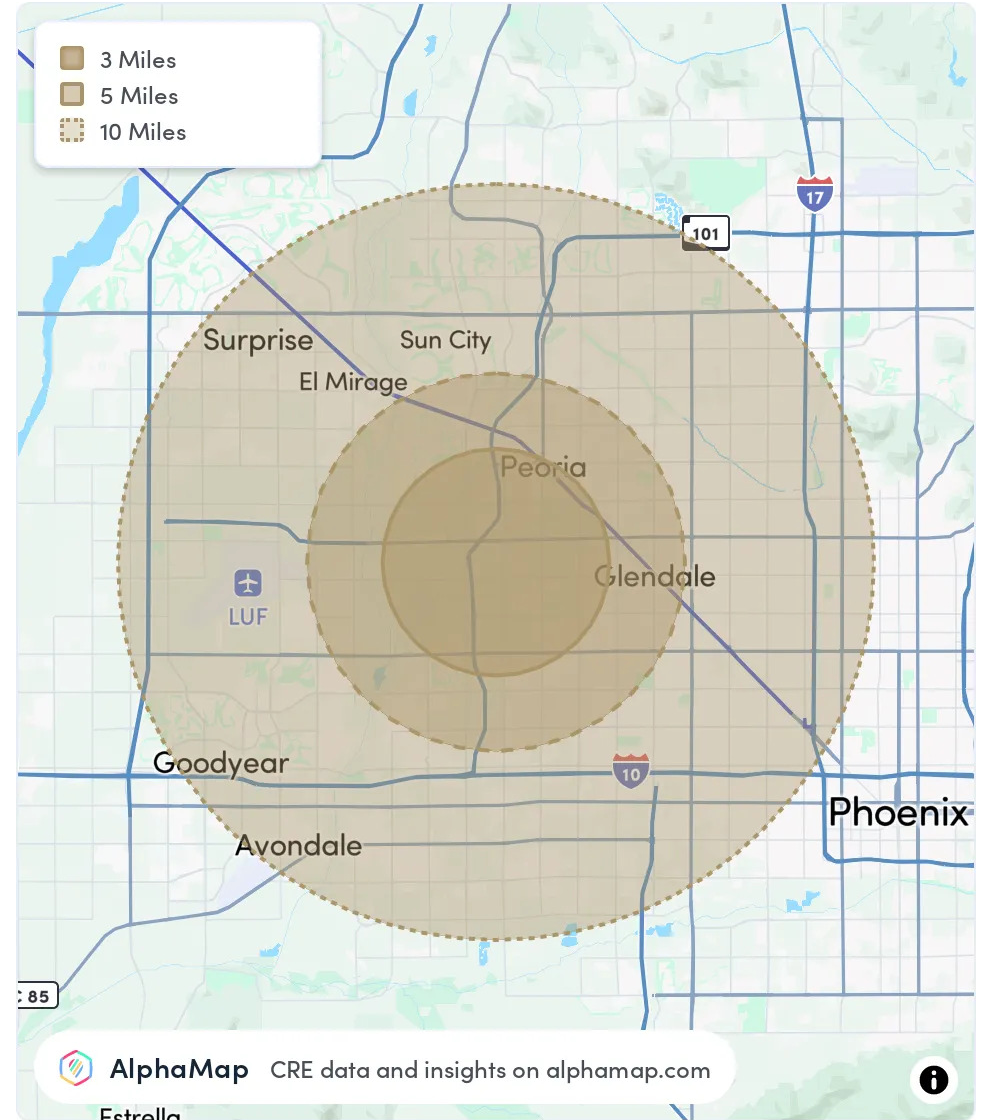 3 Miles
5 Miles
10 Miles
17
101
Surprise
Sun City
El Mirage
Peoria
Glendale
LUF
Goodyear
10
Phoenix
Avondale
85
AlphaMap CRE data and insights on alphamap.com
Estrella